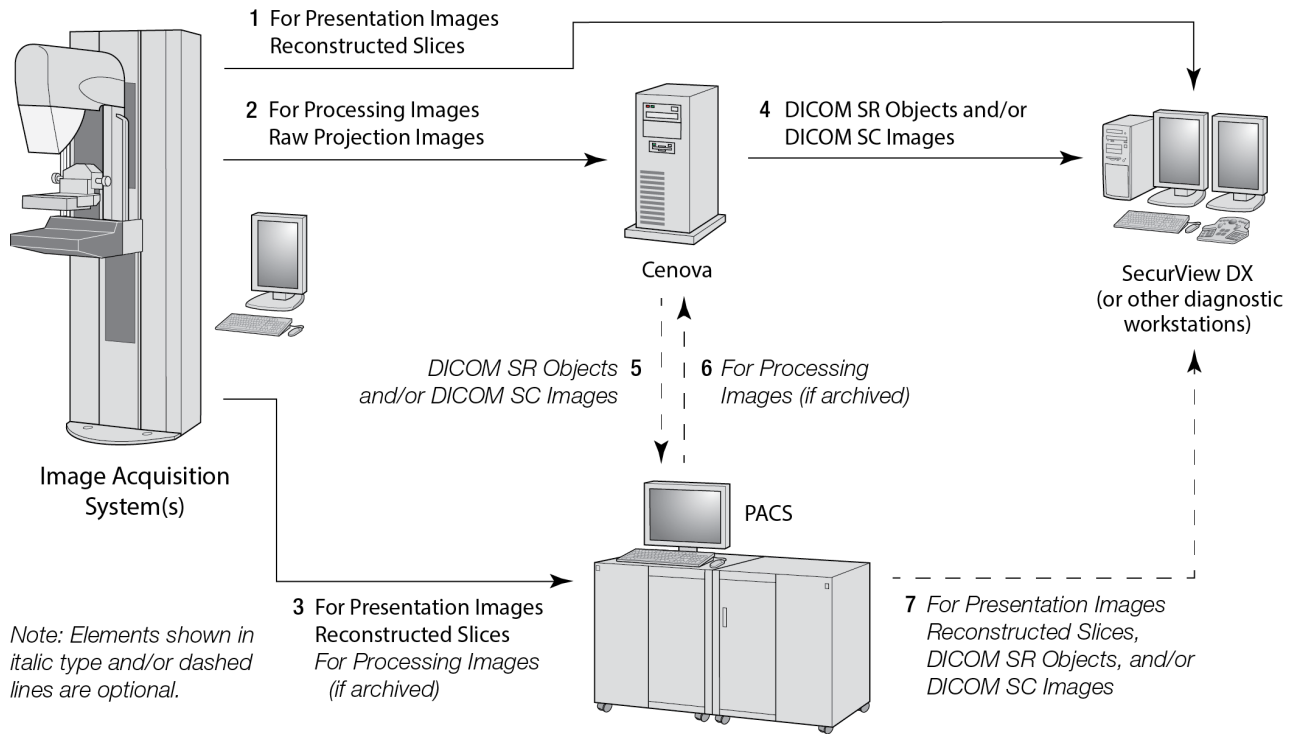 1 For Presentation Images
Reconstructed Slices
2 For Processing Images
Raw Projection Images
4 DICOM SR Objects and/or
DICOM SC Images
Cenova
SecurView DX
(or other diagnostic
workstations)
DICOM SR Objects 5
and/or DICOM SC Images
6 For Processing
Images (if archived)
Image Acquisition
System(s)
PACS
3 For Presentation Images
Reconstructed Slices
For Processing Images
(if archived)
7 For Presentation Images
Reconstructed Slices,
DICOM SR Objects, and/or
DICOM SC Images
Note: Elements shown in
italic type and/or dashed
lines are optional.